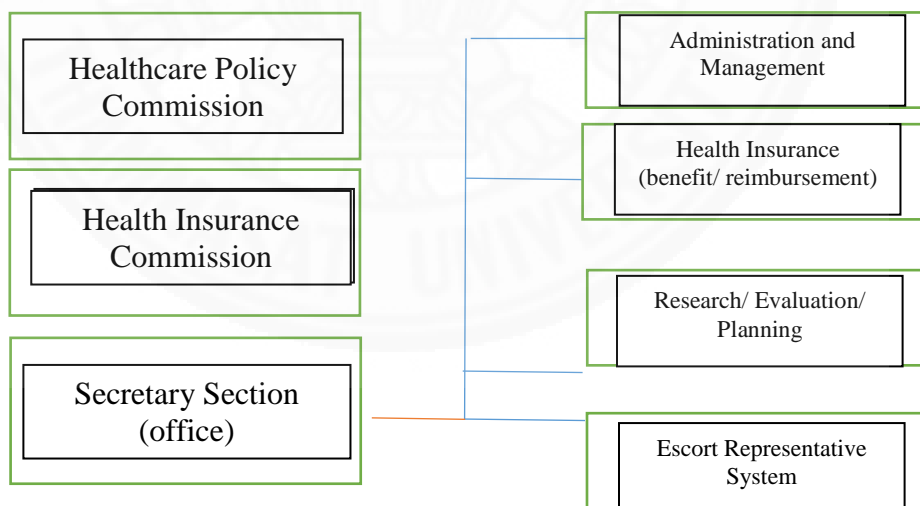 Healthcare Policy
Commission
Health Insurance
Commission
Secretary Section
(office)
Administration and
Management
Health Insurance
(benefit/ reimbursement)
Research/ Evaluation/
Planning
Escort Representative
System